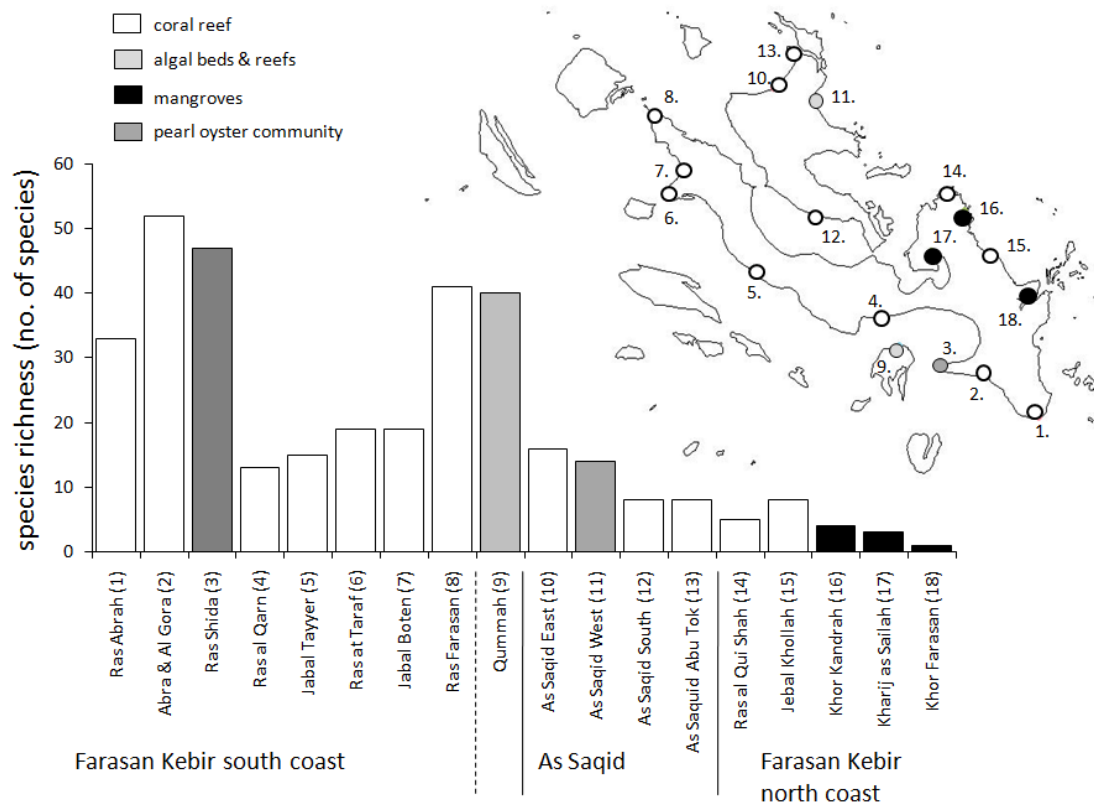 coral reef
algal beds & reefs
mangroves
pearl oyster community
species richness (no. of species)
60
50
40
30
20
10
0
Ras Abrah (1)
Abra & Al Gora (2)
Ras Shida (3)
Ras al Qarn (4)
Jabal Tayyer (5)
Ras at Taraf (6)
Jabal Boten (7)
Ras Farasan (8)
Qummah (9)
As Saqid East (10)
As Saqid West (11)
As Saqid South (12)
As Saquid Abu Tok (13)
Ras al Qui Shah (14)
Jebal Khollah (15)
Khor Kandrah (16)
Kharij as Sailah (17)
Khor Farasan (18)
Farasan Kebir south coast
As Saqid
Farasan Kebir
north coast
13.
10.
11.
8.
7.
6.
14.
16.
12.
17.
15.
5.
4.
18.
3.
9.
2.
1.